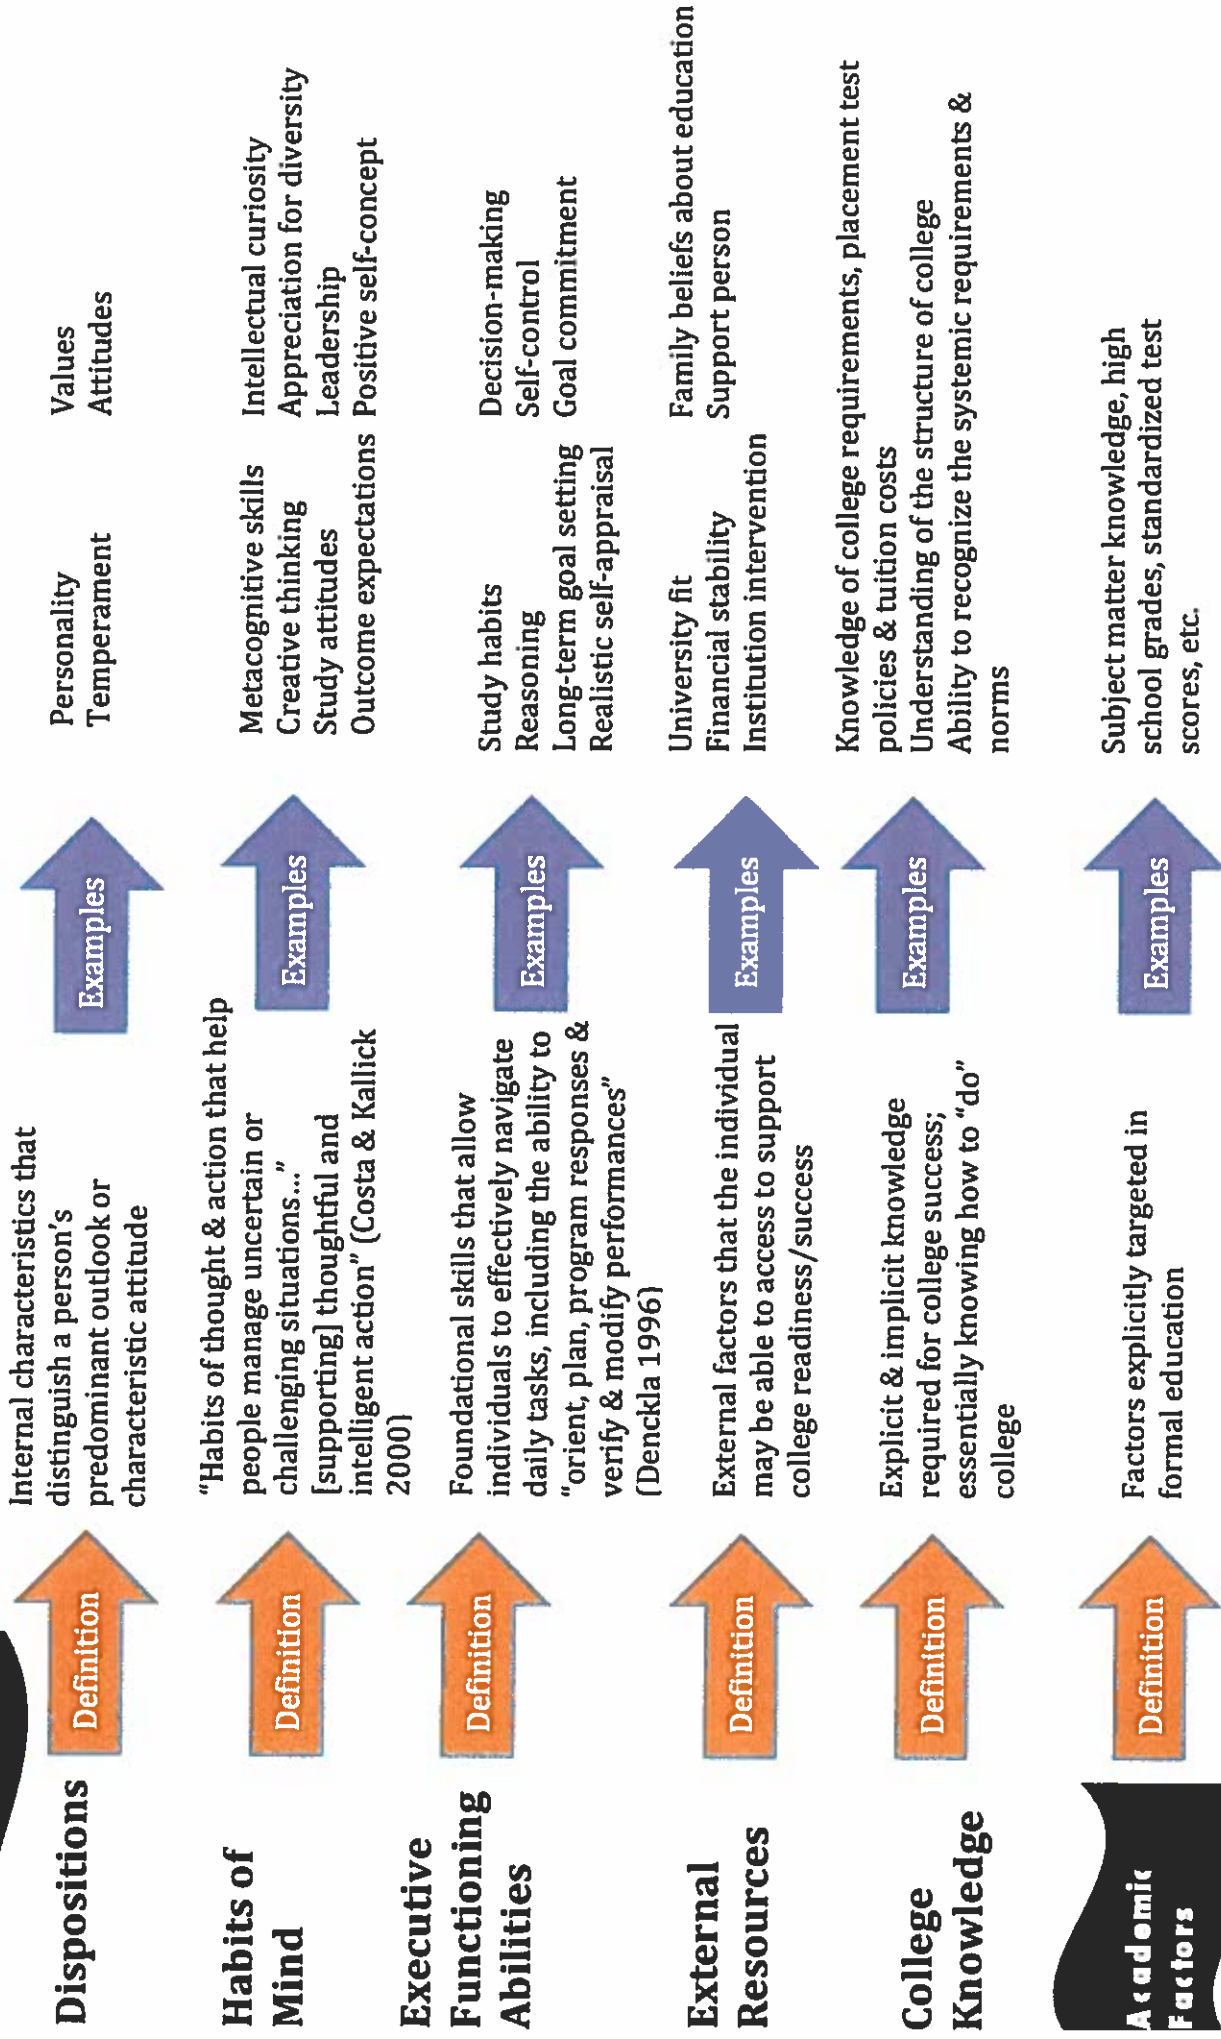 Dispositions
Definition
Internal characteristics that
distinguish a person's
predominant outlook or
characteristic attitude
Examples
Personality
Temperament
Values
Attitudes
Habits of
Mind
Definition
"Habits of thought & action that help
people manage uncertain or
challenging situations..."
[supporting] thoughtful and
intelligent action" (Costa & Kallick
2000)
Examples
Metacognitive skills
Creative thinking
Study attitudes
Outcome expectations
Intellectual curiosity
Appreciation for diversity
Leadership
Positive self-concept
Executive
Functioning
Abilities
Definition
Foundational skills that allow
individuals to effectively navigate
daily tasks, including the ability to
"orient, plan, program responses &
verify & modify performances"
(Denckla 1996)
Examples
Study habits
Reasoning
Long-term goal setting
Realistic self-appraisal
Decision-making
Self-control
Goal commitment
External
Resources
Definition
External factors that the individual
may be able to access to support
college readiness/success
Examples
University fit
Financial stability
Institution intervention
Family beliefs about education
Support person
College
Knowledge
Definition
Explicit & implicit knowledge
required for college success;
essentially knowing how to "do"
college
Examples
Knowledge of college requirements, placement test
policies & tuition costs
Understanding of the structure of college
Ability to recognize the systemic requirements &
norms
Academic
Factors
Definition
Factors explicitly targeted in
formal education
Examples
Subject matter knowledge, high
school grades, standardized test
scores, etc.